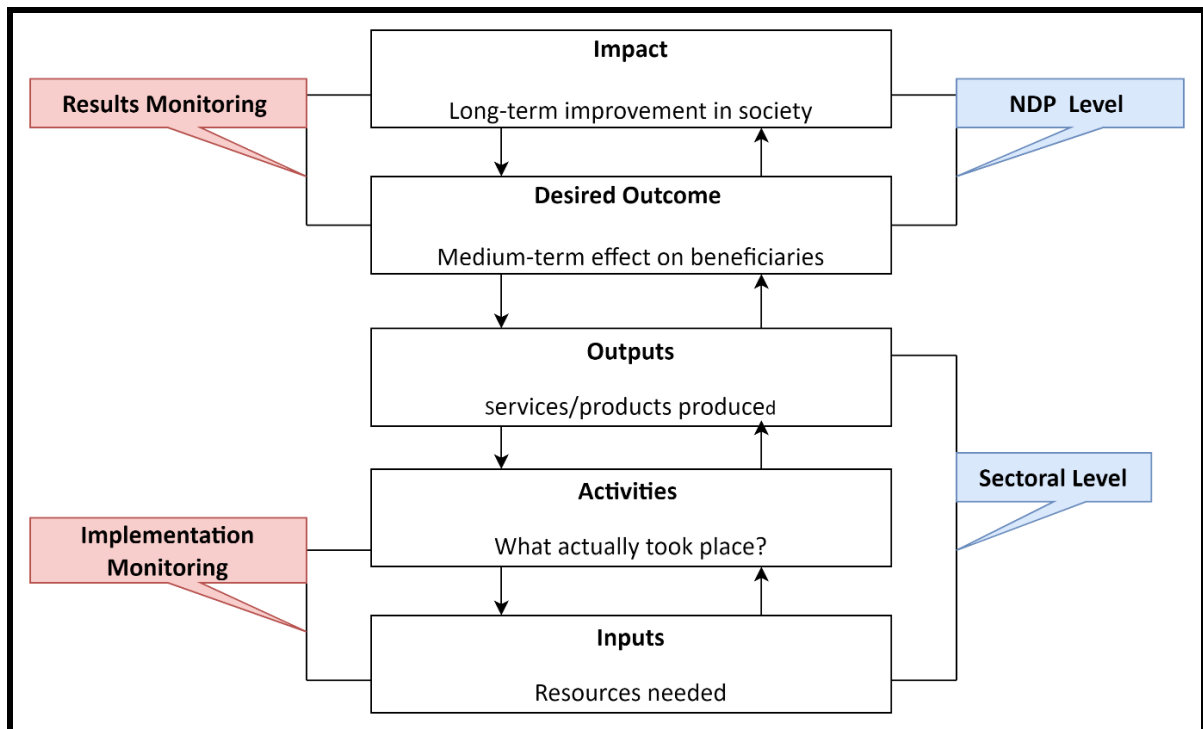 Impact
Results Monitoring
NDP Level
Long-term improvement in society
Desired Outcome
Medium-term effect on beneficiaries
Outputs
Services/products produced
Sectoral Level
Activities
Implementation
Monitoring
What actually took place?
Inputs
Resources needed